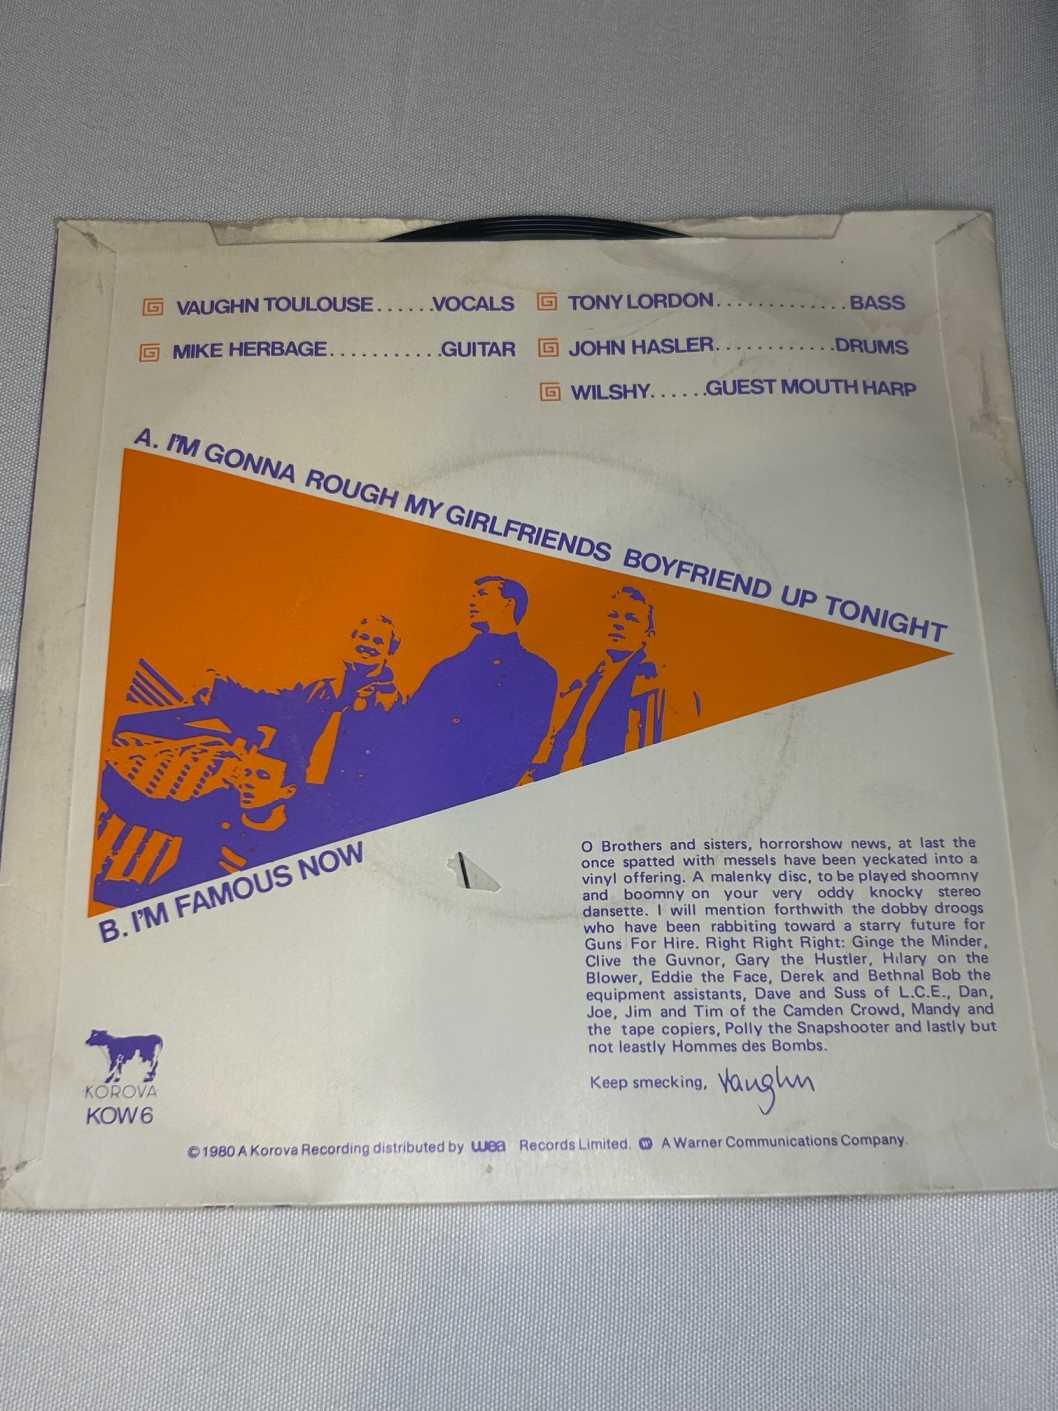 VAUGHN TOULOUSE......VOCALS
MIKE HERBAGE...........GUITAR
TONY LORDON.............BASS
JOHN HASLER............DRUMS
WILSHY......GUEST MOUTH HARP
A. I'M GONNA ROUGH MY GIRLFRIENDS BOYFRIEND UP TONIGHT
B. I'M FAMOUS NOW
O Brothers and sisters, horrorshow news, at last the
once spatted with messels have been yeckated into a
vinyl offering. A malenky disc, to be played shoomny
and boomny on your very oddy knocky stereo
dansette. I will mention forthwith the dobby droogs
who have been rabbiting toward a starry future for
Guns For Hire. Right Right Right: Ginge the Minder,
Clive the Guvnor, Gary the Hustler, Hilary on the
Blower, Eddie the Face, Derek and Bethnal Bob the
equipment assistants, Dave and Suss of L.C.E., Dan,
Joe, Jim and Tim of the Camden Crowd, Mandy and
the tape copiers, Polly the Snapshooter and lastly but
not leastly Hommes des Bombs.
Keep smecking, Vaughn
KOROVA
KOW 6
©1980 A Korova Recording distributed by wea Records Limited. W A Warner Communications Company.